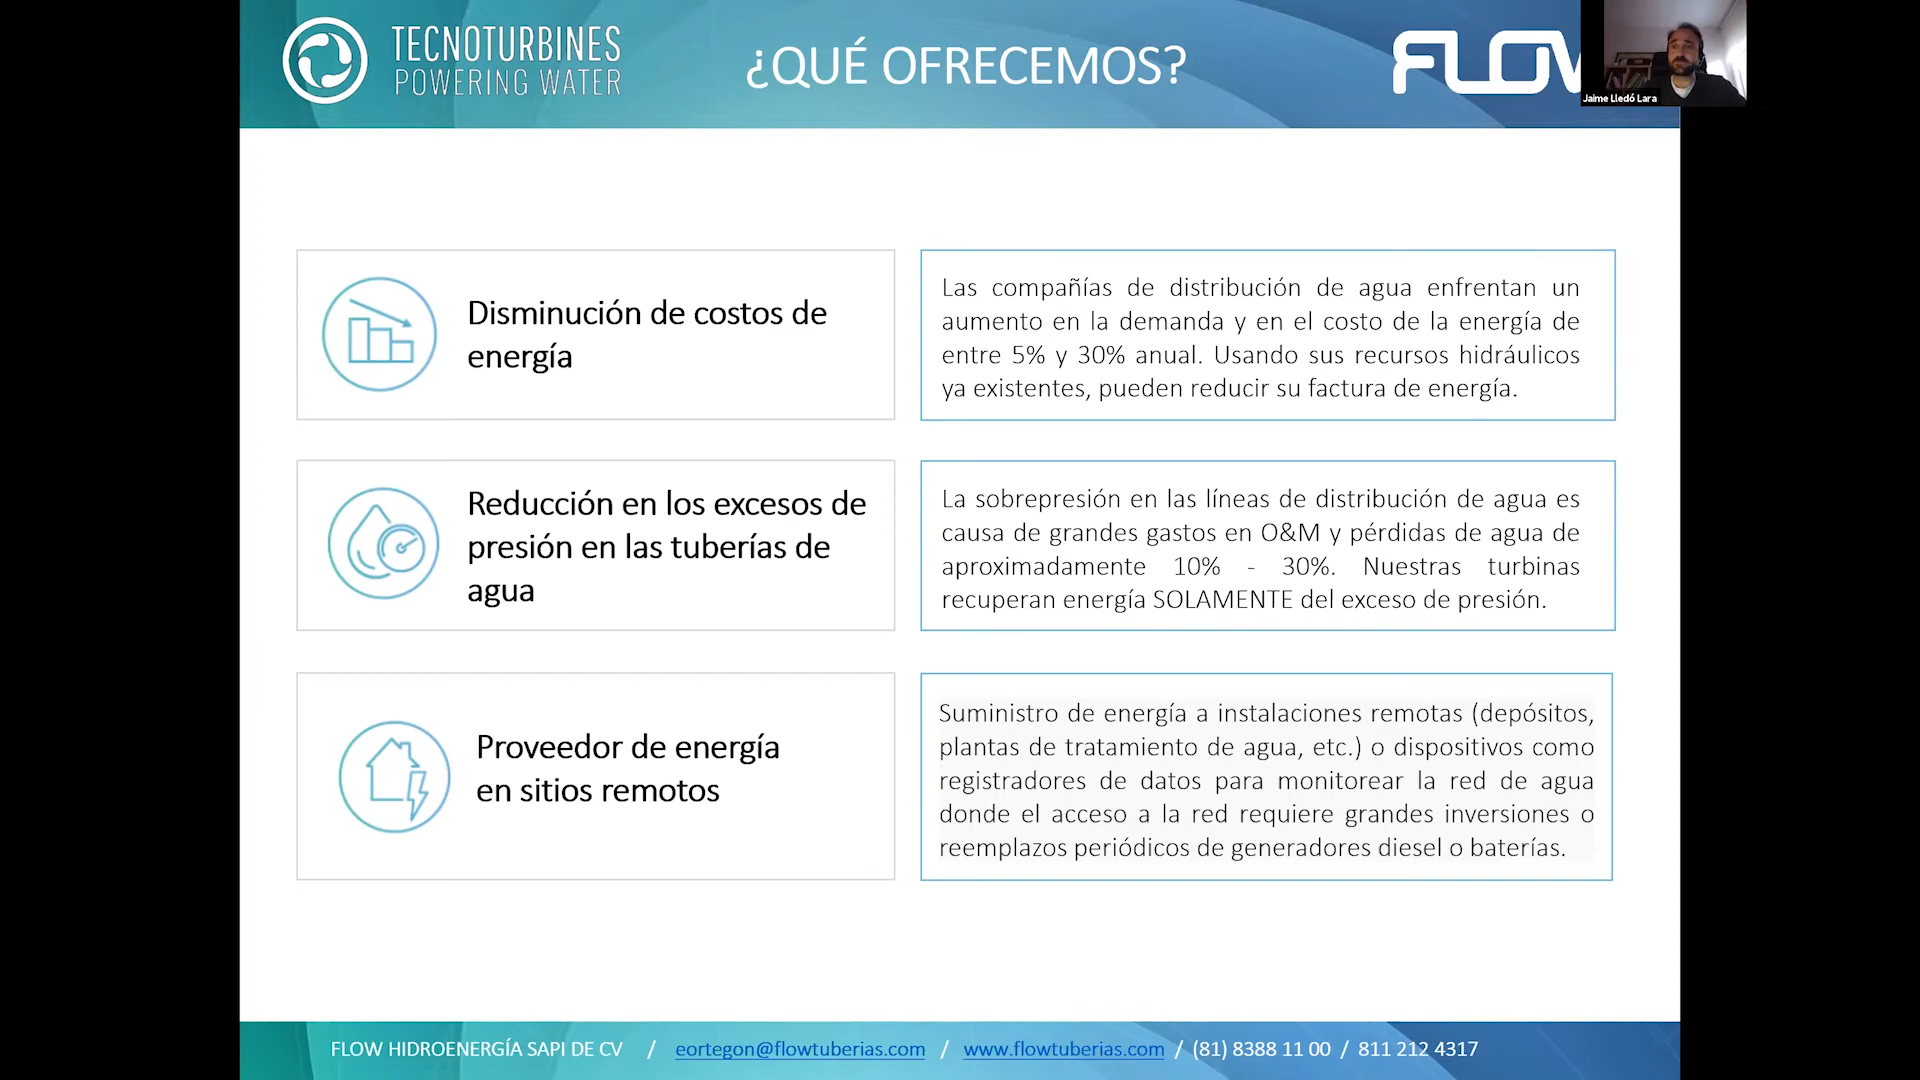 TECNOTURBINES
POWERING WATER
¿QUÉ OFRECEMOS?
FLOW
Jaime Lledó Lara
Disminución de costos de
energía
Las compañías de distribución de agua enfrentan un
aumento en la demanda y en el costo de la energía de
entre 5% y 30% anual. Usando sus recursos hidráulicos
ya existentes, pueden reducir su factura de energía.
Reducción en los excesos de
presión en las tuberías de
agua
La sobrepresión en las líneas de distribución de agua es
causa de grandes gastos en O&M y pérdidas de agua de
aproximadamente 10% - 30%. Nuestras turbinas
recuperan energía SOLAMENTE del exceso de presión.
Proveedor de energía
en sitios remotos
Suministro de energía a instalaciones remotas (depósitos,
plantas de tratamiento de agua, etc.) o dispositivos como
registradores de datos para monitorear la red de agua
donde el acceso a la red requiere grandes inversiones o
reemplazos periódicos de generadores diesel o baterías.
FLOW HIDROENERGÍA SAPI DE CV / eortegon@flowtuberias.com / www.flowtuberias.com / (81) 8388 11 00 / 811 212 4317